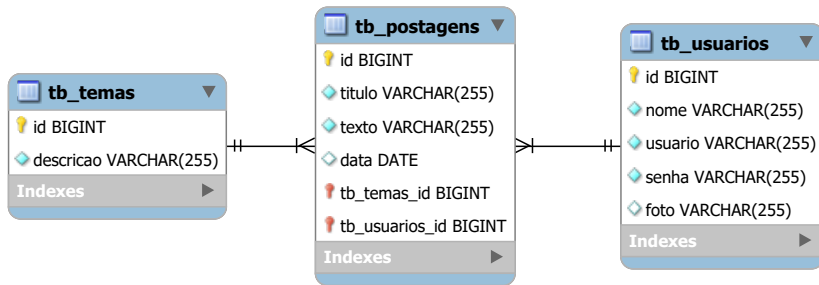 tb_temas
id BIGINT
descricao VARCHAR(255)
Indexes
tb_postagens
id BIGINT
titulo VARCHAR(255)
texto VARCHAR(255)
data DATE
tb_temas_id BIGINT
tb_usuarios_id BIGINT
Indexes
tb_usuarios
id BIGINT
nome VARCHAR(255)
usuario VARCHAR(255)
senha VARCHAR(255)
foto VARCHAR(255)
Indexes